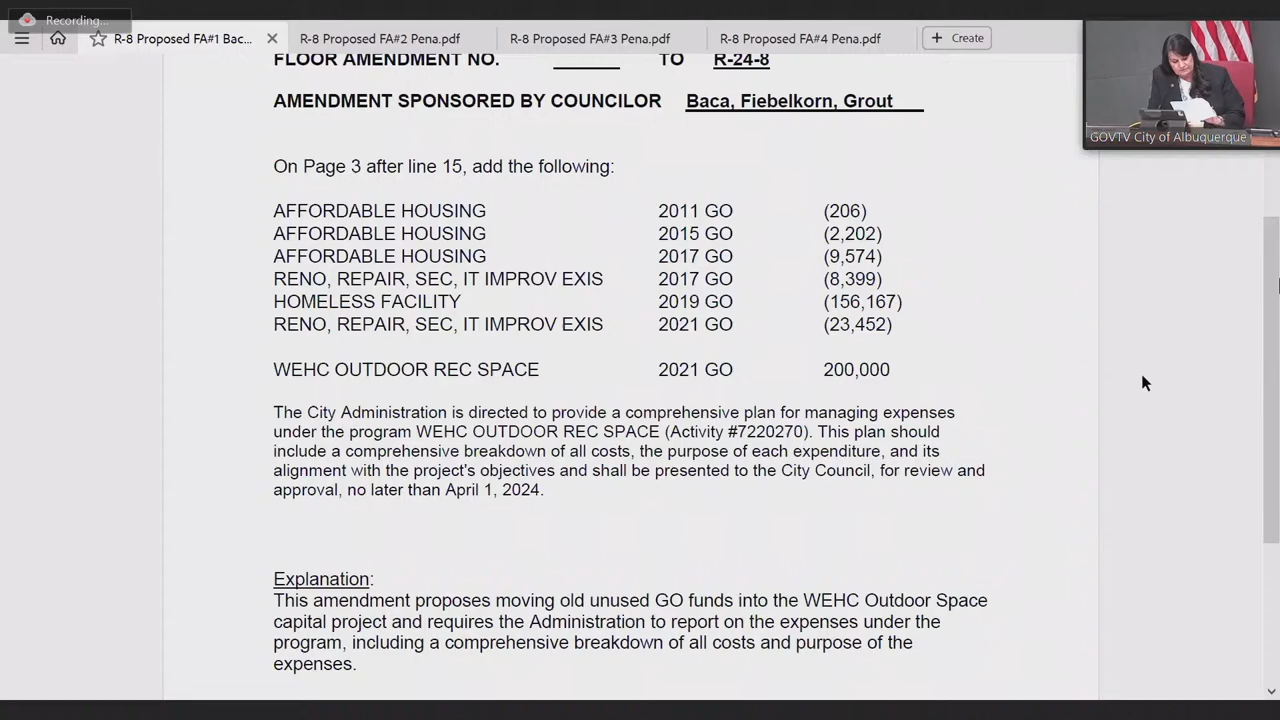 Recording...
R-8 Proposed FA#1 Bac...
R-8 Proposed FA#2 Pena.pdf
R-8 Proposed FA#3 Pena.pdf
R-8 Proposed FA#4 Pena.pdf
+ Create
GOVTV City of Albuquerque
FLOOR AMENDMENT NO. ______ TO R-24-8
AMENDMENT SPONSORED BY COUNCILOR Baca, Fiebelkorn, Grout
On Page 3 after line 15, add the following:
AFFORDABLE HOUSING 2011 GO (206)
AFFORDABLE HOUSING 2015 GO (2,202)
AFFORDABLE HOUSING 2017 GO (9,574)
RENO, REPAIR, SEC, IT IMPROV EXIS 2017 GO (8,399)
HOMELESS FACILITY 2019 GO (156,167)
RENO, REPAIR, SEC, IT IMPROV EXIS 2021 GO (23,452)
WEHC OUTDOOR REC SPACE 2021 GO 200,000
The City Administration is directed to provide a comprehensive plan for managing expenses
under the program WEHC OUTDOOR REC SPACE (Activity #7220270). This plan should
include a comprehensive breakdown of all costs, the purpose of each expenditure, and its
alignment with the project's objectives and shall be presented to the City Council, for review and
approval, no later than April 1, 2024.
Explanation:
This amendment proposes moving old unused GO funds into the WEHC Outdoor Space
capital project and requires the Administration to report on the expenses under the
program, including a comprehensive breakdown of all costs and purpose of the
expenses.